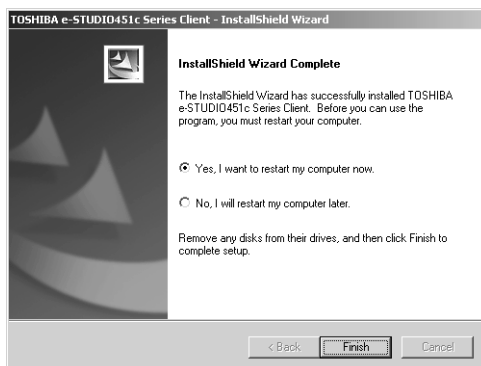 TOSHIBA e-STUDIO451c Series Client - InstallShield Wizard
InstallShield Wizard Complete
The InstallShield Wizard has successfully installed TOSHIBA
e-STUDIO451c Series Client. Before you can use the
program, you must restart your computer.
Yes, I want to restart my computer now.
No, I will restart my computer later.
Remove any disks from their drives, and then click Finish to
complete setup.
< Back Finish Cancel